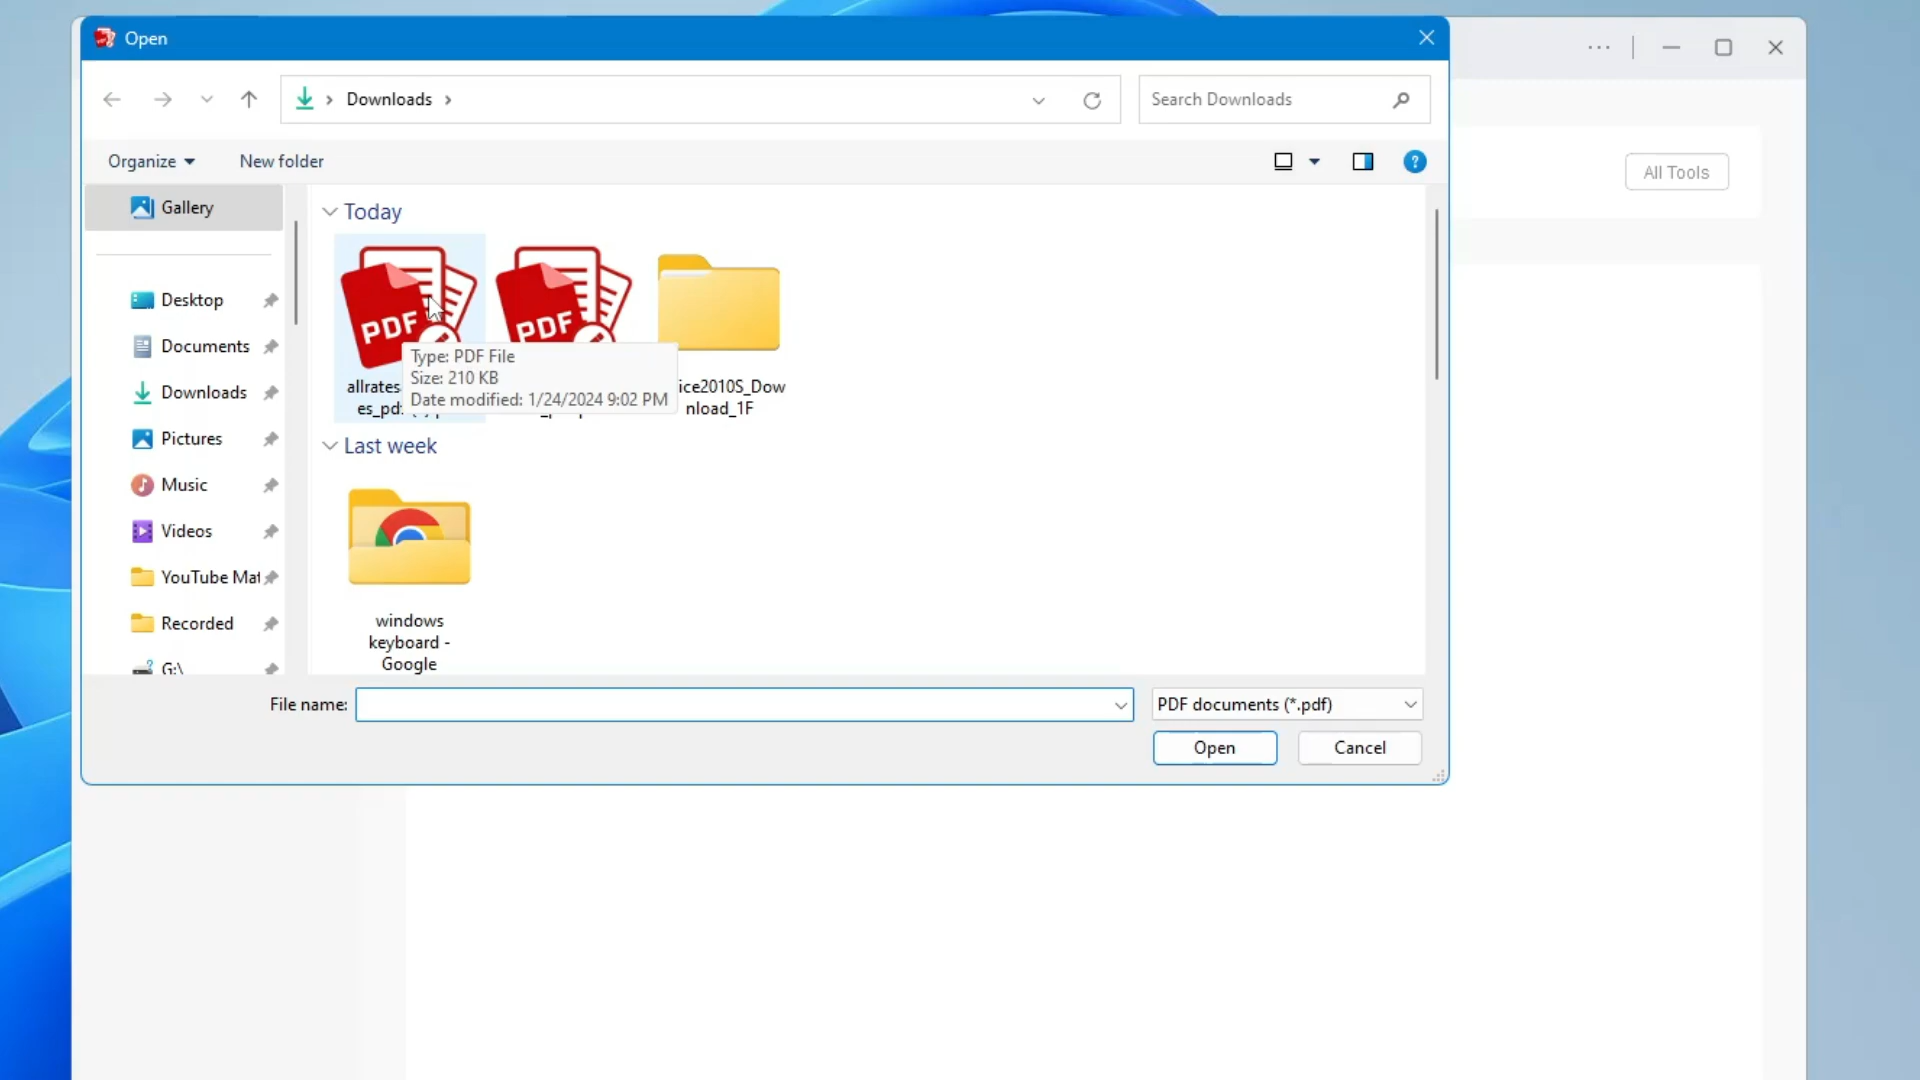 Open
Downloads
Search Downloads
Organize
New folder
All Tools
Gallery
Desktop
Documents
Downloads
Pictures
Music
Videos
YouTube Mat
Recorded
G:\
Today
PDF
PDF
allrates
Type: PDF File
Size: 210 KB
Date modified: 1/24/2024 9:02 PM
ice2010S_Dow
nload_1F
Last week
windows
keyboard -
Google
File name:
PDF documents (*.pdf)
Open
Cancel